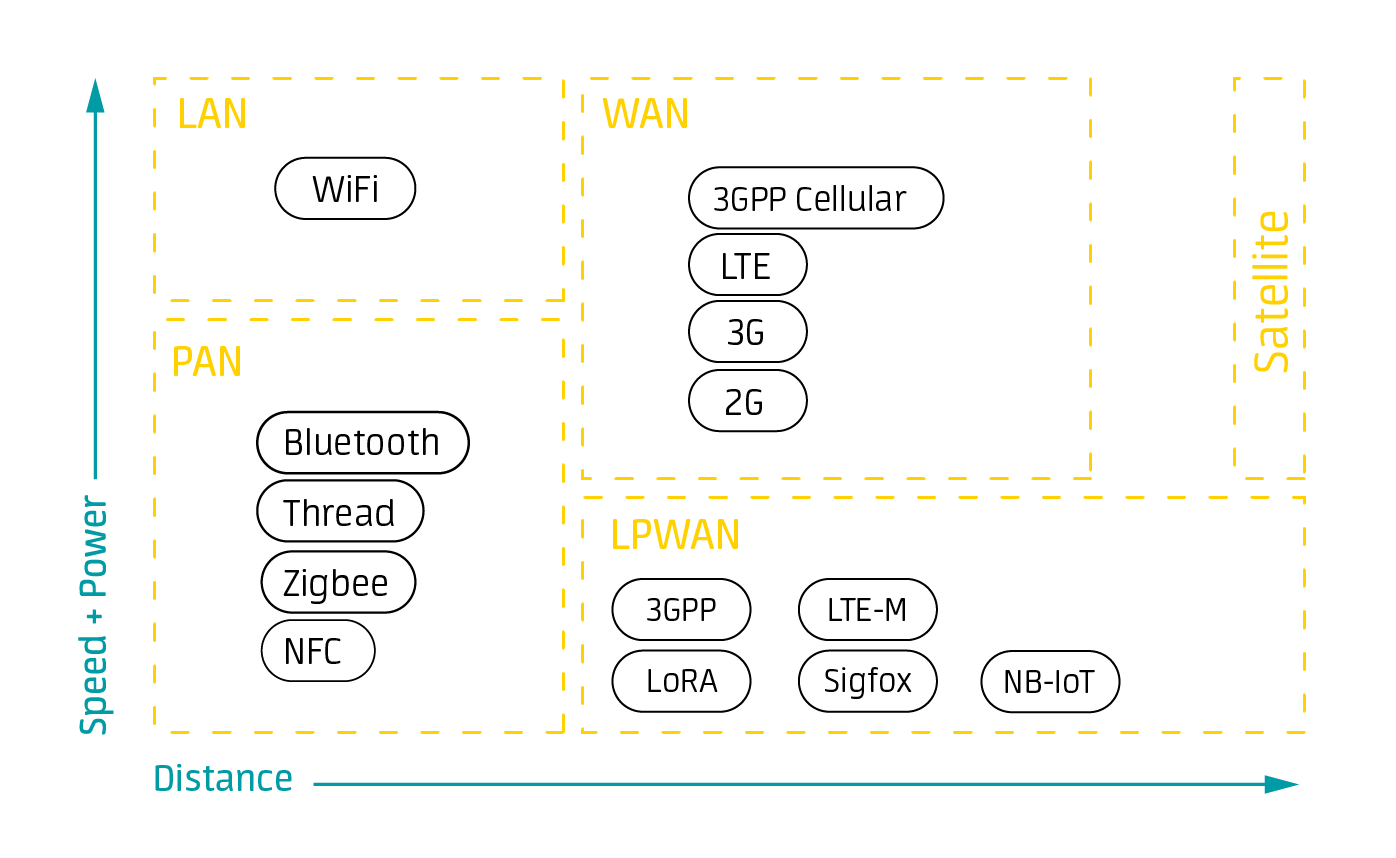 LAN
WiFi
PAN
Bluetooth
Thread
Zigbee
NFC
WAN
3GPP Cellular
LTE
3G
2G
Satellite
LPWAN
3GPP
LTE-M
LoRA
Sigfox
NB-IoT
Speed + Power
Distance